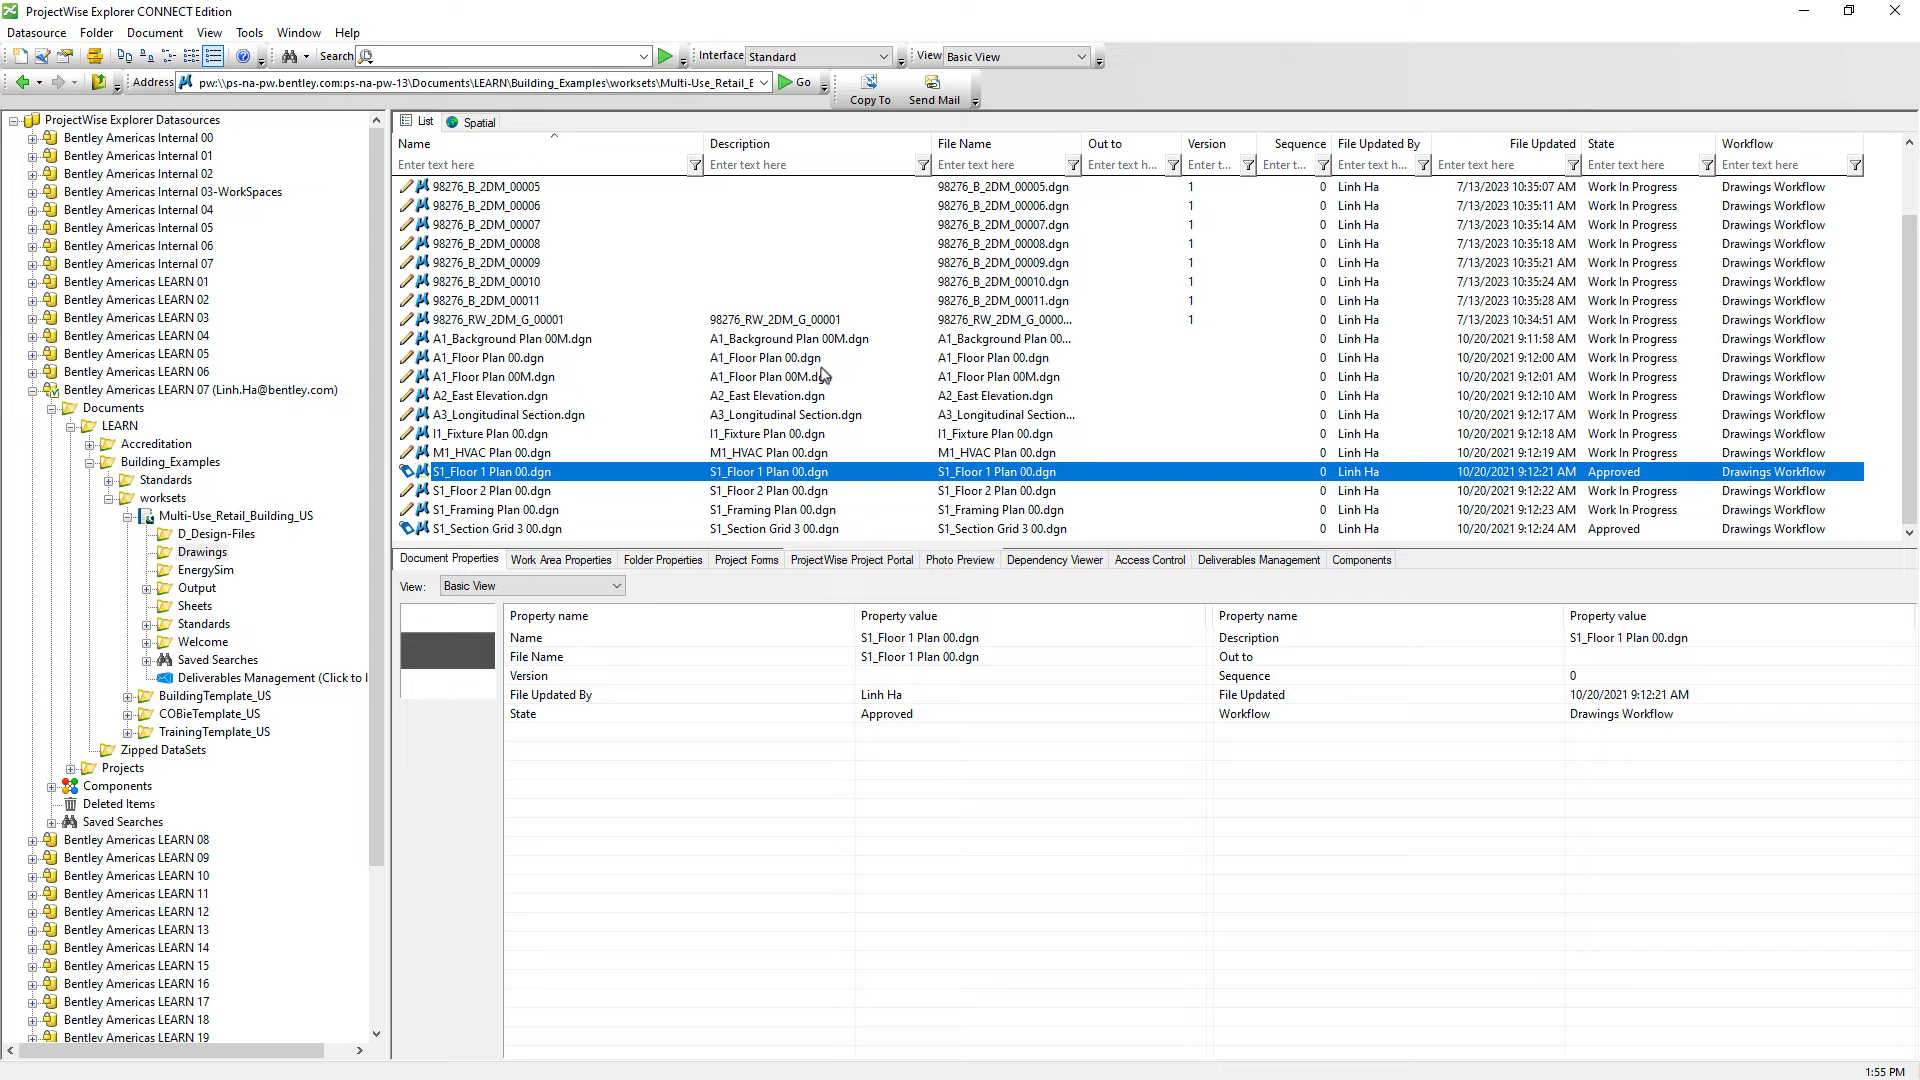 ProjectWise Explorer CONNECT Edition
Datasource Folder Document View Tools Window Help
Search Interface Standard View Basic View
Address pw:\\ps-na-pw.bentley.com:ps-na-pw-13\Documents\LEARN\Building_Examples\worksets\Multi-Use_Retail_E Go Copy To Send Mail
ProjectWise Explorer Datasources
Bentley Americas Internal 00
Bentley Americas Internal 01
Bentley Americas Internal 02
Bentley Americas Internal 03-WorkSpaces
Bentley Americas Internal 04
Bentley Americas Internal 05
Bentley Americas Internal 06
Bentley Americas Internal 07
Bentley Americas LEARN 01
Bentley Americas LEARN 02
Bentley Americas LEARN 03
Bentley Americas LEARN 04
Bentley Americas LEARN 05
Bentley Americas LEARN 06
Bentley Americas LEARN 07 (Linh.Ha@bentley.com)
Documents
LEARN
Accreditation
Building_Examples
Standards
worksets
Multi-Use_Retail_Building_US
D_Design-Files
Drawings
EnergySim
Output
Sheets
Standards
Welcome
Saved Searches
Deliverables Management (Click to l
BuildingTemplate_US
COBieTemplate_US
TrainingTemplate_US
Zipped DataSets
Projects
Components
Deleted Items
Saved Searches
Bentley Americas LEARN 08
Bentley Americas LEARN 09
Bentley Americas LEARN 10
Bentley Americas LEARN 11
Bentley Americas LEARN 12
Bentley Americas LEARN 13
Bentley Americas LEARN 14
Bentley Americas LEARN 15
Bentley Americas LEARN 16
Bentley Americas LEARN 17
Bentley Americas LEARN 18
Bentley Americas LEARN 19
List Spatial
Name Description File Name Out to Version Sequence File Updated By File Updated State Workflow
Enter text here Enter text here Enter text here Enter text h... Enter t... Enter t... Enter text h... Enter text here Enter text here Enter text here
98276_B_2DM_00005 98276_B_2DM_00005.dgn 1 0 Linh Ha 7/13/2023 10:35:07 AM Work In Progress Drawings Workflow
98276_B_2DM_00006 98276_B_2DM_00006.dgn 1 0 Linh Ha 7/13/2023 10:35:11 AM Work In Progress Drawings Workflow
98276_B_2DM_00007 98276_B_2DM_00007.dgn 1 0 Linh Ha 7/13/2023 10:35:14 AM Work In Progress Drawings Workflow
98276_B_2DM_00008 98276_B_2DM_00008.dgn 1 0 Linh Ha 7/13/2023 10:35:18 AM Work In Progress Drawings Workflow
98276_B_2DM_00009 98276_B_2DM_00009.dgn 1 0 Linh Ha 7/13/2023 10:35:21 AM Work In Progress Drawings Workflow
98276_B_2DM_00010 98276_B_2DM_00010.dgn 1 0 Linh Ha 7/13/2023 10:35:24 AM Work In Progress Drawings Workflow
98276_B_2DM_00011 98276_B_2DM_00011.dgn 1 0 Linh Ha 7/13/2023 10:35:28 AM Work In Progress Drawings Workflow
98276_RW_2DM_G_00001 98276_RW_2DM_G_00001 98276_RW_2DM_G_0000... 1 0 Linh Ha 7/13/2023 10:34:51 AM Work In Progress Drawings Workflow
A1_Background Plan 00M.dgn A1_Background Plan 00M.dgn A1_Background Plan 00... 0 Linh Ha 10/20/2021 9:11:58 AM Work In Progress Drawings Workflow
A1_Floor Plan 00.dgn A1_Floor Plan 00.dgn A1_Floor Plan 00.dgn 0 Linh Ha 10/20/2021 9:12:00 AM Work In Progress Drawings Workflow
A1_Floor Plan 00M.dgn A1_Floor Plan 00M.dgn A1_Floor Plan 00M.dgn 0 Linh Ha 10/20/2021 9:12:01 AM Work In Progress Drawings Workflow
A2_East Elevation.dgn A2_East Elevation.dgn A2_East Elevation.dgn 0 Linh Ha 10/20/2021 9:12:10 AM Work In Progress Drawings Workflow
A3_Longitudinal Section.dgn A3_Longitudinal Section.dgn A3_Longitudinal Section... 0 Linh Ha 10/20/2021 9:12:17 AM Work In Progress Drawings Workflow
I1_Fixture Plan 00.dgn I1_Fixture Plan 00.dgn I1_Fixture Plan 00.dgn 0 Linh Ha 10/20/2021 9:12:18 AM Work In Progress Drawings Workflow
M1_HVAC Plan 00.dgn M1_HVAC Plan 00.dgn M1_HVAC Plan 00.dgn 0 Linh Ha 10/20/2021 9:12:19 AM Work In Progress Drawings Workflow
S1_Floor 1 Plan 00.dgn S1_Floor 1 Plan 00.dgn S1_Floor 1 Plan 00.dgn 0 Linh Ha 10/20/2021 9:12:21 AM Approved Drawings Workflow
S1_Floor 2 Plan 00.dgn S1_Floor 2 Plan 00.dgn S1_Floor 2 Plan 00.dgn 0 Linh Ha 10/20/2021 9:12:22 AM Work In Progress Drawings Workflow
S1_Framing Plan 00.dgn S1_Framing Plan 00.dgn S1_Framing Plan 00.dgn 0 Linh Ha 10/20/2021 9:12:23 AM Work In Progress Drawings Workflow
S1_Section Grid 3 00.dgn S1_Section Grid 3 00.dgn S1_Section Grid 3 00.dgn 0 Linh Ha 10/20/2021 9:12:24 AM Approved Drawings Workflow
Document Properties Work Area Properties Folder Properties Project Forms ProjectWise Project Portal Photo Preview Dependency Viewer Access Control Deliverables Management Components
View: Basic View
Property name Property value Property name Property value
Name S1_Floor 1 Plan 00.dgn Description S1_Floor 1 Plan 00.dgn
File Name S1_Floor 1 Plan 00.dgn Out to
Version Sequence 0
File Updated By Linh Ha File Updated 10/20/2021 9:12:21 AM
State Approved Workflow Drawings Workflow
1:55 PM